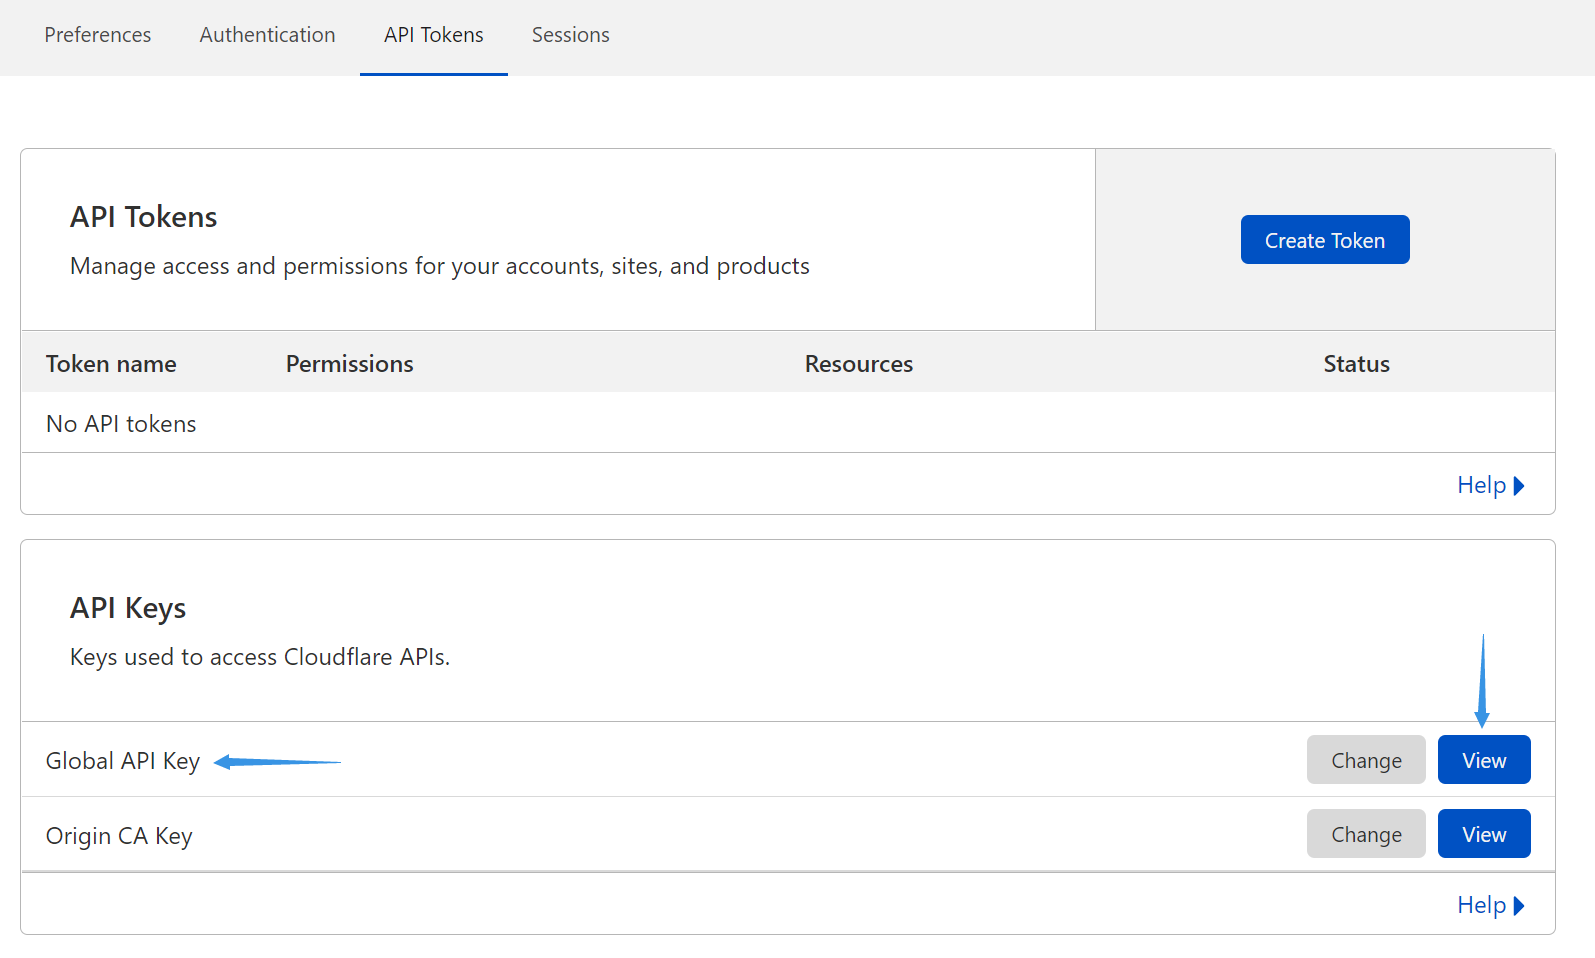 Preferences Authentication API Tokens Sessions
API Tokens
Manage access and permissions for your accounts, sites, and products
Create Token
Token name Permissions Resources Status
No API tokens
Help
API Keys
Keys used to access Cloudflare APIs.
Global API Key Change View
Origin CA Key Change View
Help